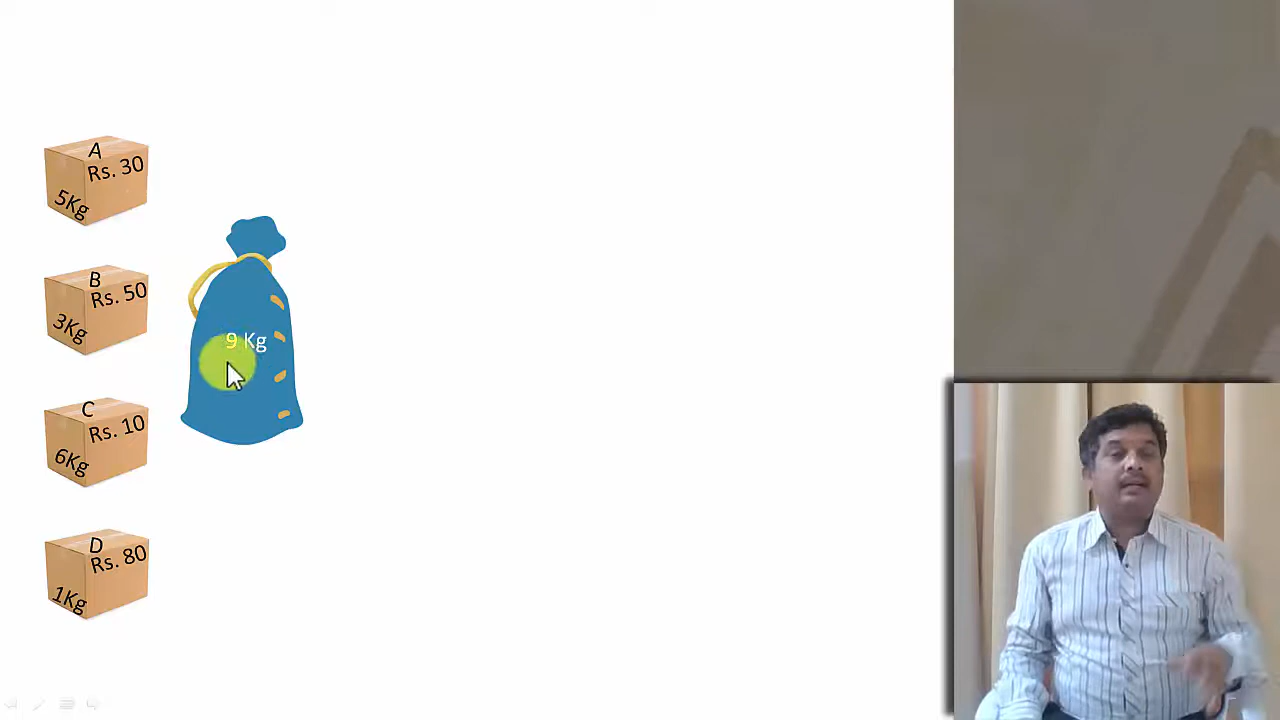 A
Rs. 30
5Kg
B
Rs. 50
3Kg
9 Kg
C
Rs. 10
6Kg
D
Rs. 80
1Kg